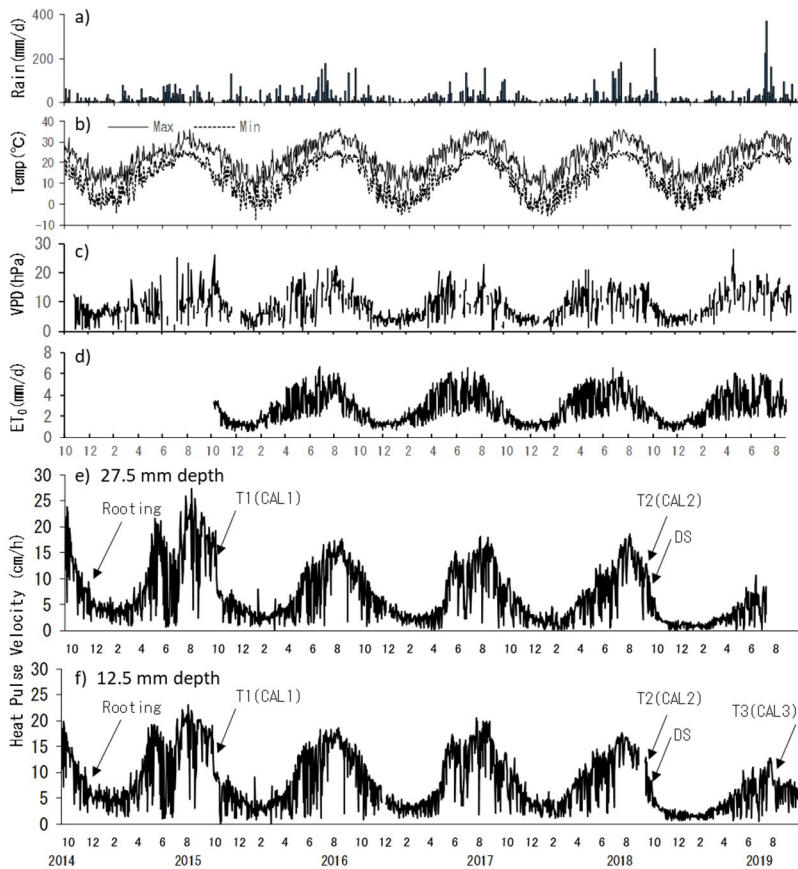 a)
Rain(mm/d)
400
200
0
b)
Max
Min
Temp(℃)
40
30
20
10
0
-10
c)
VPD(hPa)
30
20
10
0
d)
ET₀(mm/d)
8
6
4
2
0
10 12 2 4 6 8 10 12 2 4 6 8 10 12 2 4 6 8 10 12 2 4 6 8 10 12 2 4 6 8
e) 27.5 mm depth
30
25
20
15
10
5
0
Rooting
T1(CAL1)
T2(CAL2)
DS
10 12 2 4 6 8 10 12 2 4 6 8 10 12 2 4 6 8 10 12 2 4 6 8 10 12 2 4 6 8
Heat Pulse Velocity (cm/h)
f) 12.5 mm depth
30
25
20
15
10
5
0
Rooting
T1(CAL1)
T2(CAL2)
DS
T3(CAL3)
10 12 2 4 6 8 10 12 2 4 6 8 10 12 2 4 6 8 10 12 2 4 6 8 10 12 2 4 6 8
2014 2015 2016 2017 2018 2019